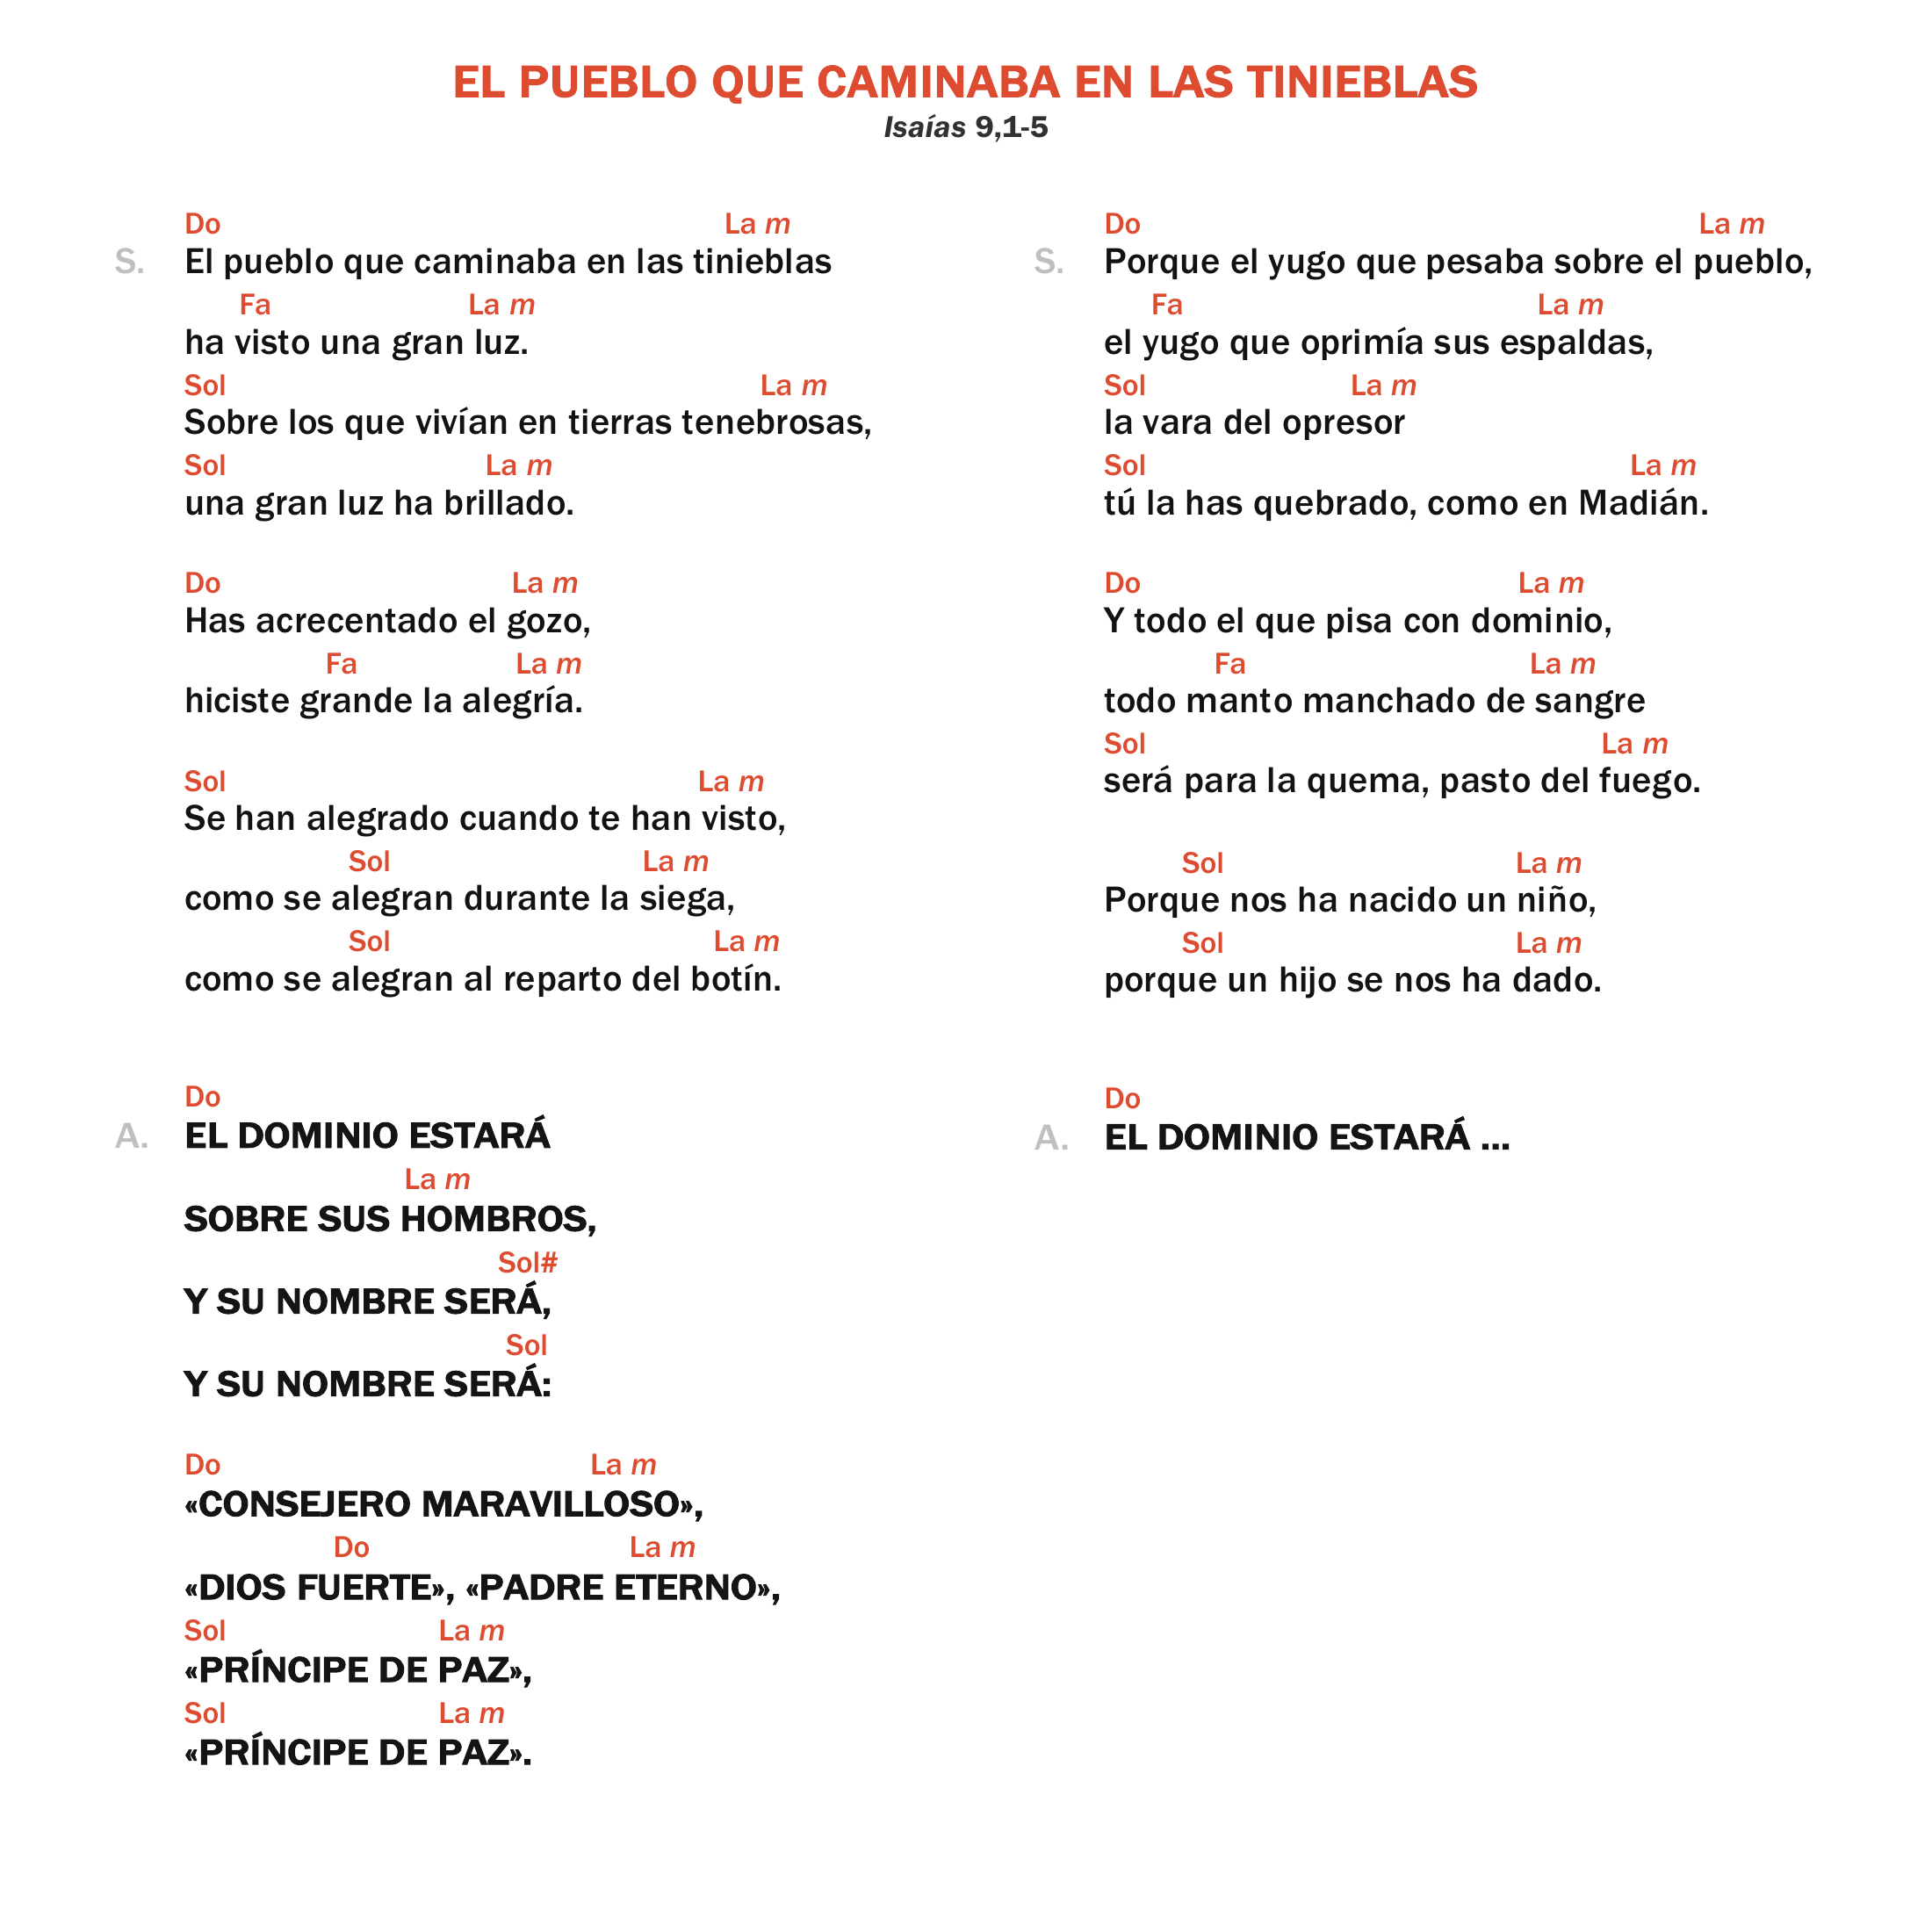 EL PUEBLO QUE CAMINABA EN LAS TINIEBLAS
Isaías 9,1-5
Do La m
S. El pueblo que caminaba en las tinieblas
Fa La m
ha visto una gran luz.
Sol La m
Sobre los que vivían en tierras tenebrosas,
Sol La m
una gran luz ha brillado.
Do La m
Has acrecentado el gozo,
Fa La m
hiciste grande la alegría.
Sol La m
Se han alegrado cuando te han visto,
Sol La m
como se alegran durante la siega,
Sol La m
como se alegran al reparto del botín.
Do
A. EL DOMINIO ESTARÁ
La m
SOBRE SUS HOMBROS,
Sol#
Y SU NOMBRE SERÁ,
Sol
Y SU NOMBRE SERÁ:
Do La m
«CONSEJERO MARAVILLOSO»,
Do La m
«DIOS FUERTE», «PADRE ETERNO»,
Sol La m
«PRÍNCIPE DE PAZ»,
Sol La m
«PRÍNCIPE DE PAZ».
Do La m
S. Porque el yugo que pesaba sobre el pueblo,
Fa La m
el yugo que oprimía sus espaldas,
Sol La m
la vara del opresor
Sol La m
tú la has quebrado, como en Madián.
Do La m
Y todo el que pisa con dominio,
Fa La m
todo manto manchado de sangre
Sol La m
será para la quema, pasto del fuego.
Sol La m
Porque nos ha nacido un niño,
Sol La m
porque un hijo se nos ha dado.
Do
A. EL DOMINIO ESTARÁ ...